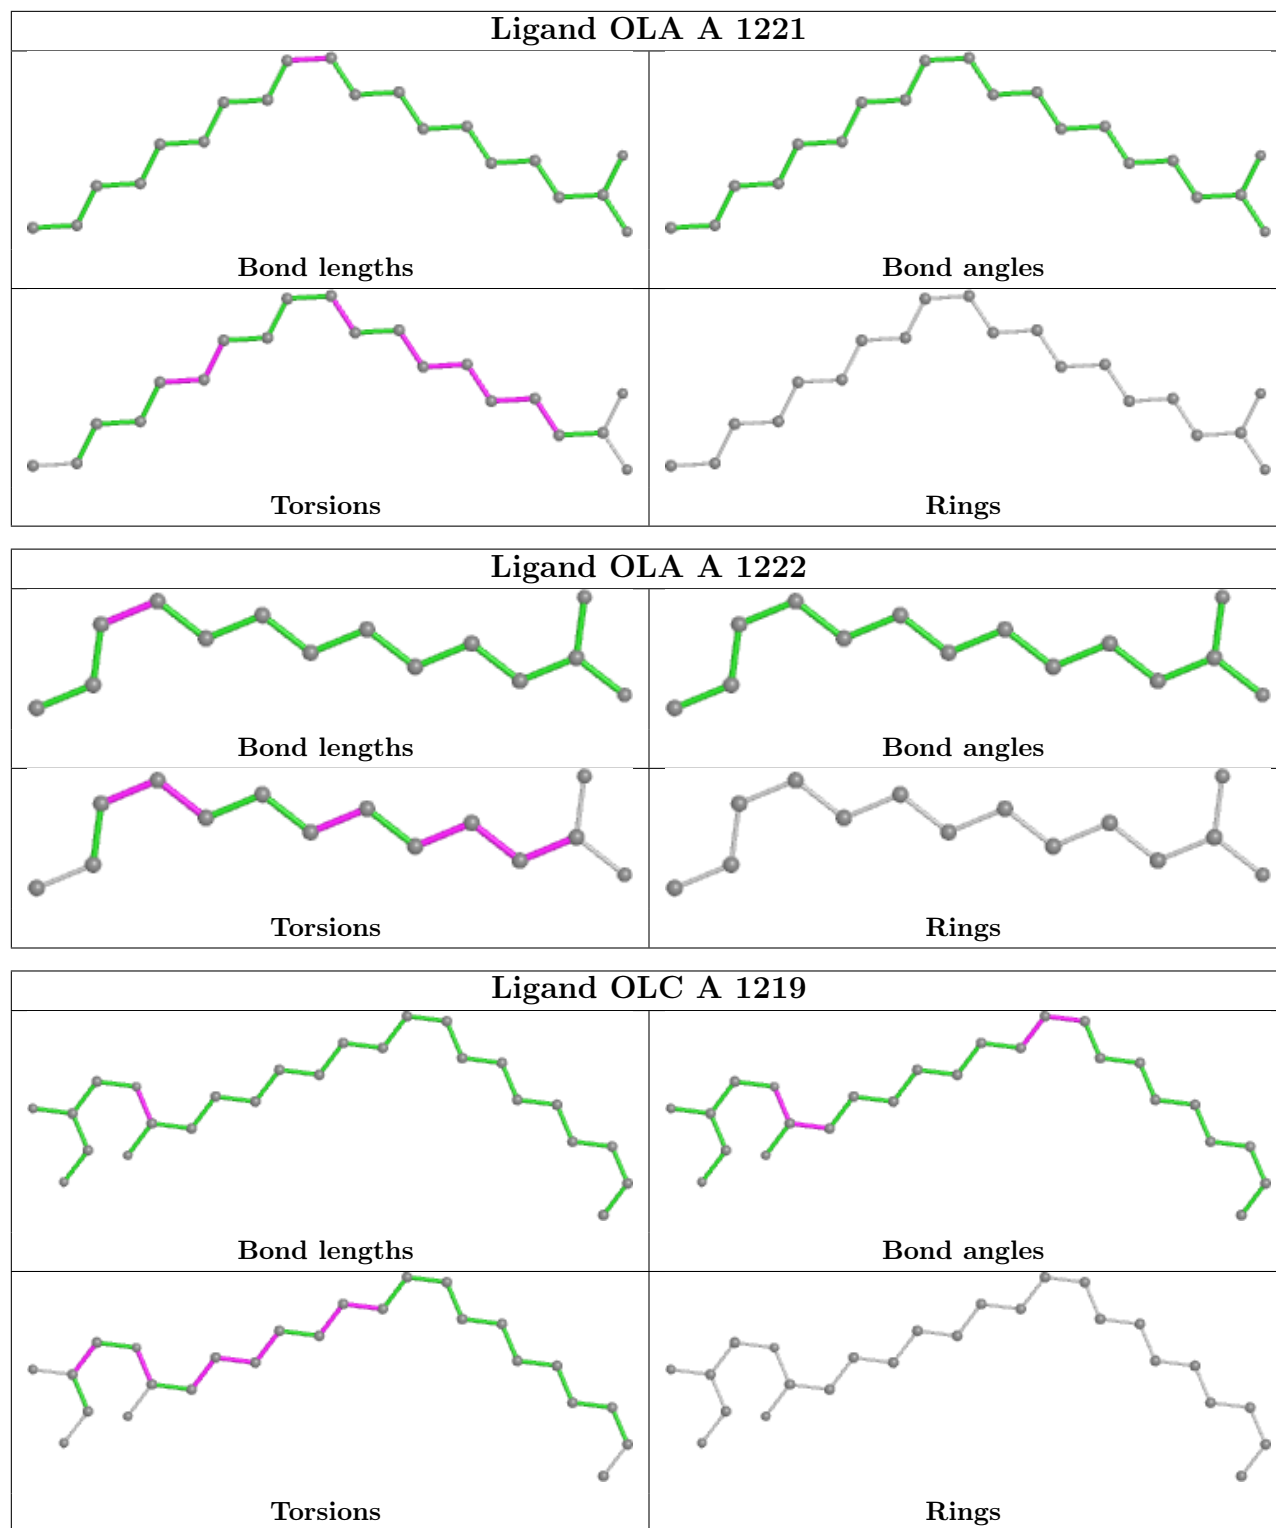 Ligand OLA A 1221
Bond lengths
Bond angles
Torsions
Rings
Ligand OLA A 1222
Bond lengths
Bond angles
Torsions
Rings
Ligand OLC A 1219
Bond lengths
Bond angles
Torsions
Rings